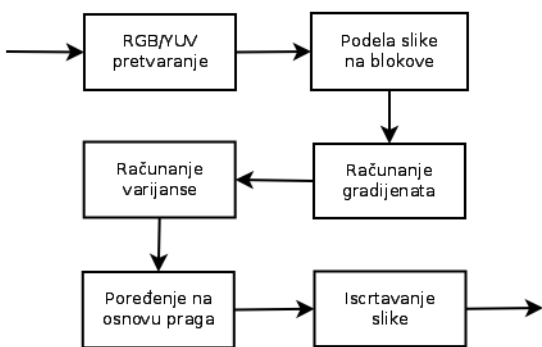 RGB/YUV
pretvaranje
Podela slike
na blokove
Računanje
gradijenata
Računanje
varijanse
Poređenje na
osnovu praga
Iscrtavanje
slike